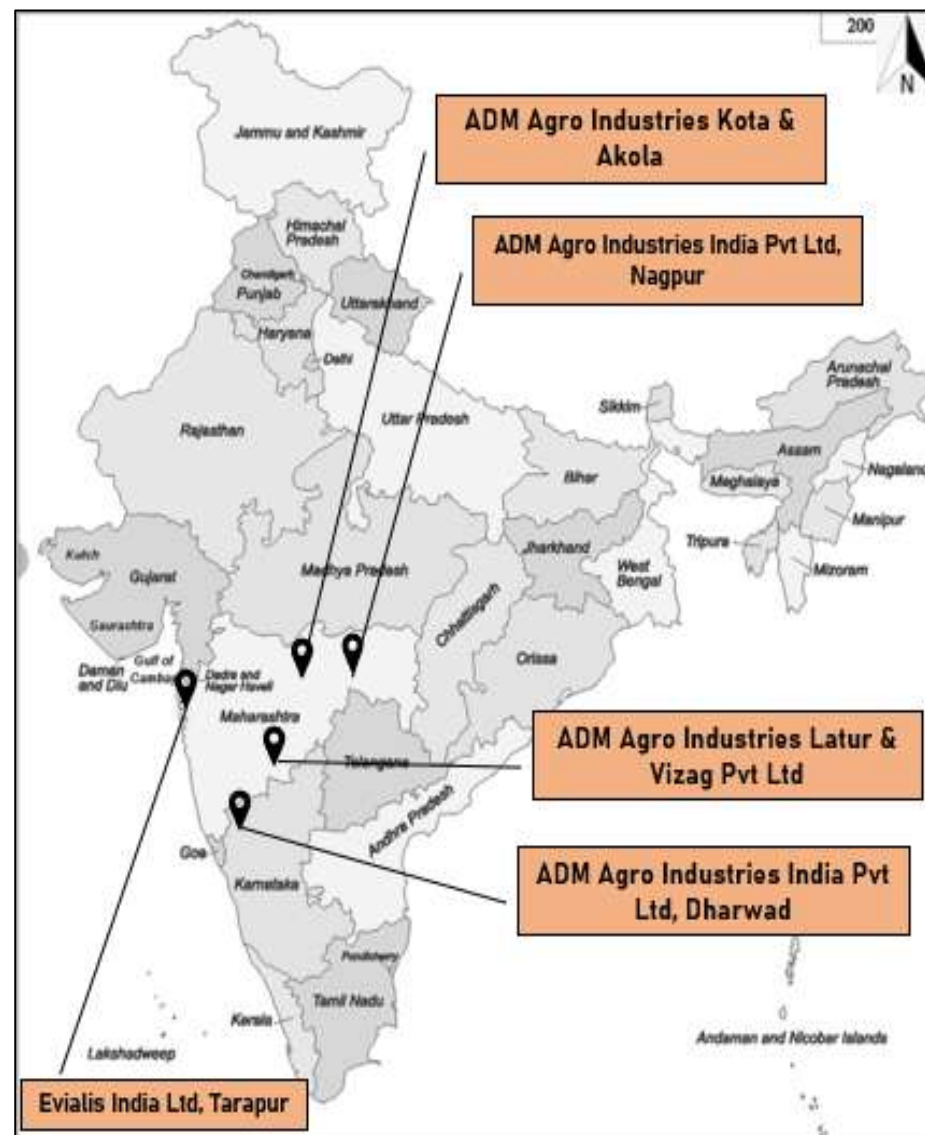 200
N
Jammu and Kashmir
ADM Agro Industries Kota &
Akola
Himachal
Pradesh
ADM Agro Industries India Pvt Ltd,
Nagpur
Chandigarh
Punjab
Uttarakhand
Haryana
Delhi
Arunachal
Pradesh
Sikkim
Uttar Pradesh
Rajasthan
Assam
Nagaland
Bihar
Meghalaya
Manipur
Jharkhand
Tripura
Kutch
Gujarat
Madhya Pradesh
West
Bengal
Mizoram
Chhattisgarh
Saurashtra
Orissa
Daman
and Diu
Gulf of
Cambay
Dadra and
Nagar Haveli
Maharashtra
ADM Agro Industries Latur &
Vizag Pvt Ltd
Telangana
Andhra Pradesh
Goa
ADM Agro Industries India Pvt
Ltd, Dharwad
Karnataka
Pondicherry
Tamil Nadu
Kerala
Lakshadweep
Andaman and Nicobar Islands
Evialis India Ltd, Tarapur